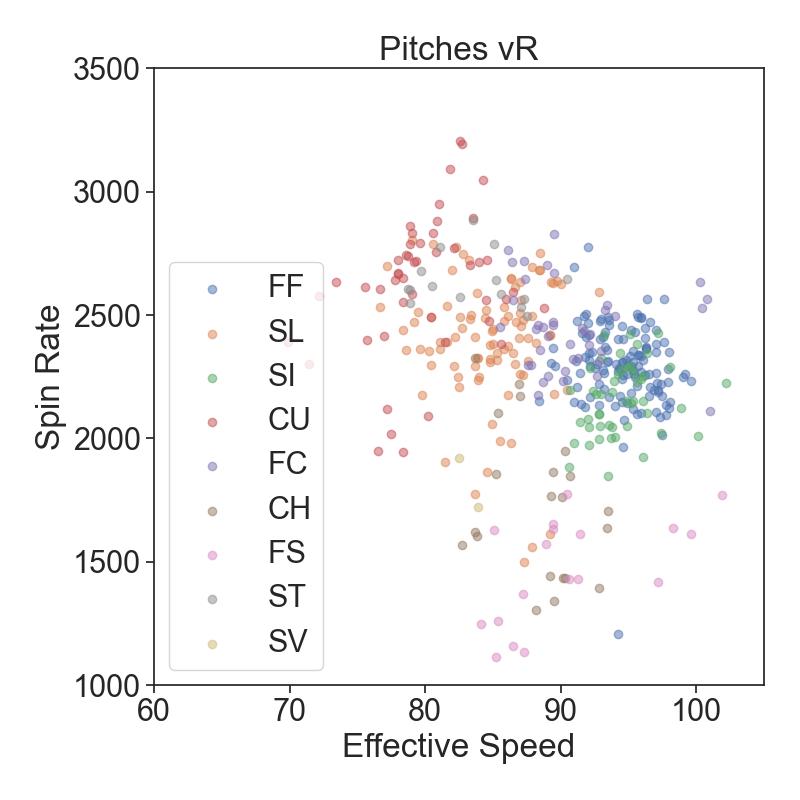 Pitches vR
3500
3000
2500
2000
1500
1000
Spin Rate
FF
SL
SI
CU
FC
CH
FS
ST
SV
60 70 80 90 100
Effective Speed